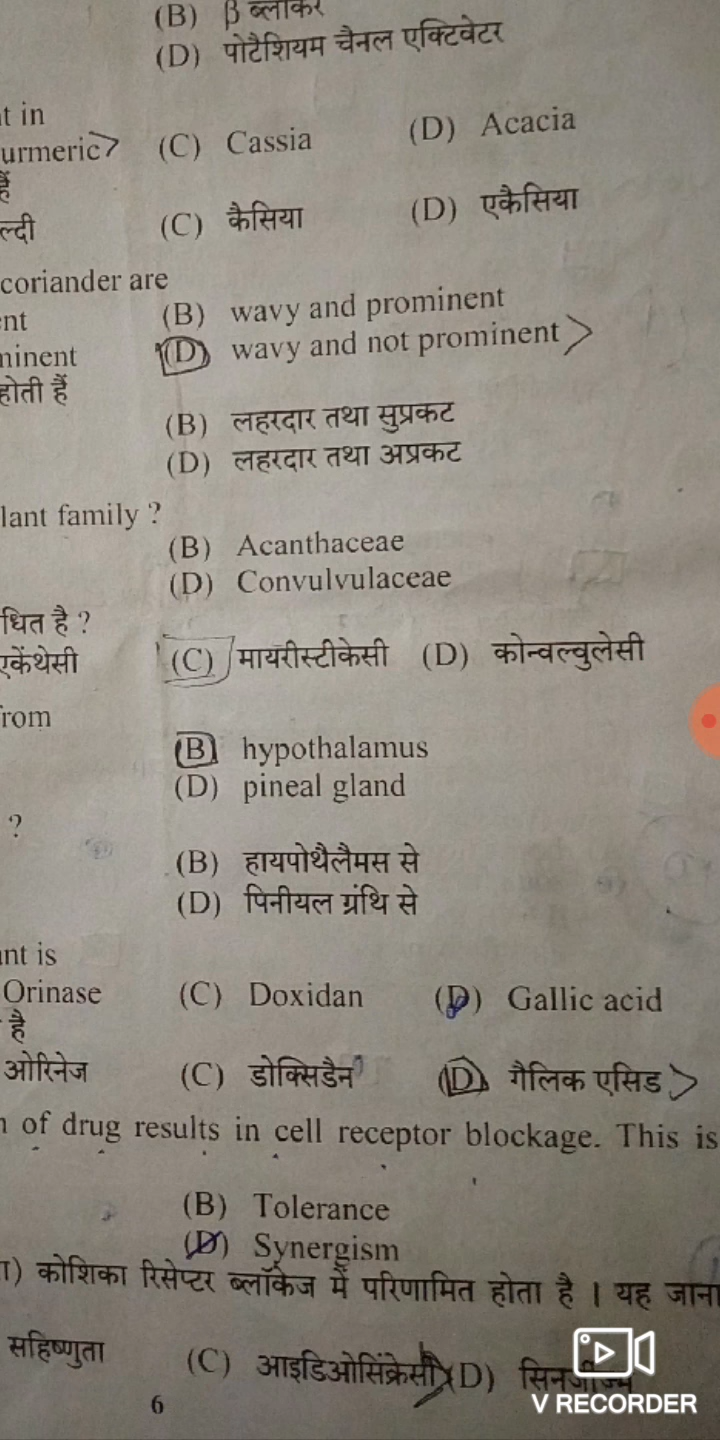 (B) β ब्लॉकर
(D) पोटैशियम चैनल एक्टिवेटर
t in
urmeric (C) Cassia (D) Acacia
हैं
ल्दी (C) कैसिया (D) एकैसिया
coriander are
nt (B) wavy and prominent
ninent (D) wavy and not prominent
होती हैं
(B) लहरदार तथा सुप्रकट
(D) लहरदार तथा अप्रकट
lant family ?
(B) Acanthaceae
(D) Convulvulaceae
धित है ?
एकेंथेसी (C) मायरीस्टीकेसी (D) कोन्वल्वुलेसी
rom
(B) hypothalamus
(D) pineal gland
?
(B) हायपोथैलैमस से
(D) पिनीयल ग्रंथि से
nt is
Orinase (C) Doxidan (D) Gallic acid
है
ओरिनेज (C) डोक्सिडैन (D) गैलिक एसिड
n of drug results in cell receptor blockage. This is
(B) Tolerance
(D) Synergism
ा) कोशिका रिसेप्टर ब्लॉकेज में परिणामित होता है । यह जाना
सहिष्णुता (C) आइडिओसिंक्रेसी (D)
6
V RECORDER